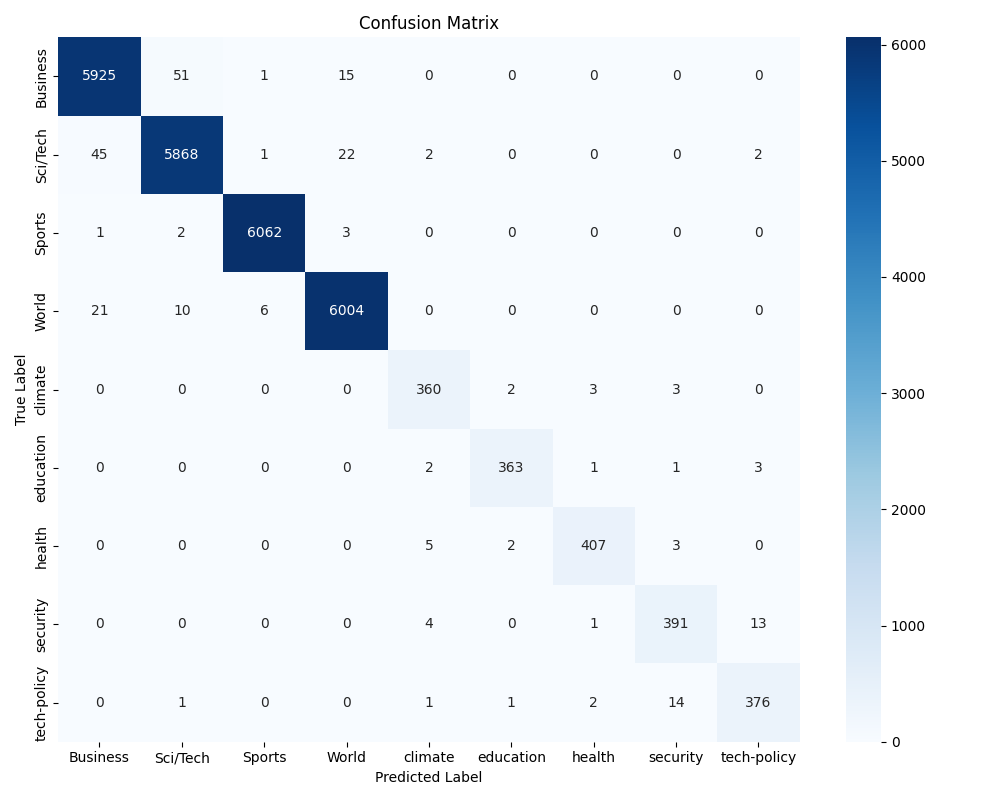 Confusion Matrix
Business 5925 51 1 15 0 0 0 0 0
Sci/Tech 45 5868 1 22 2 0 0 0 2
Sports 1 2 6062 3 0 0 0 0 0
World 21 10 6 6004 0 0 0 0 0
climate 0 0 0 0 360 2 3 3 0
education 0 0 0 0 2 363 1 1 3
health 0 0 0 0 5 2 407 3 0
security 0 0 0 0 4 0 1 391 13
tech-policy 0 1 0 0 1 1 2 14 376
Business Sci/Tech Sports World climate education health security tech-policy
True Label
Predicted Label
6000
5000
4000
3000
2000
1000
0